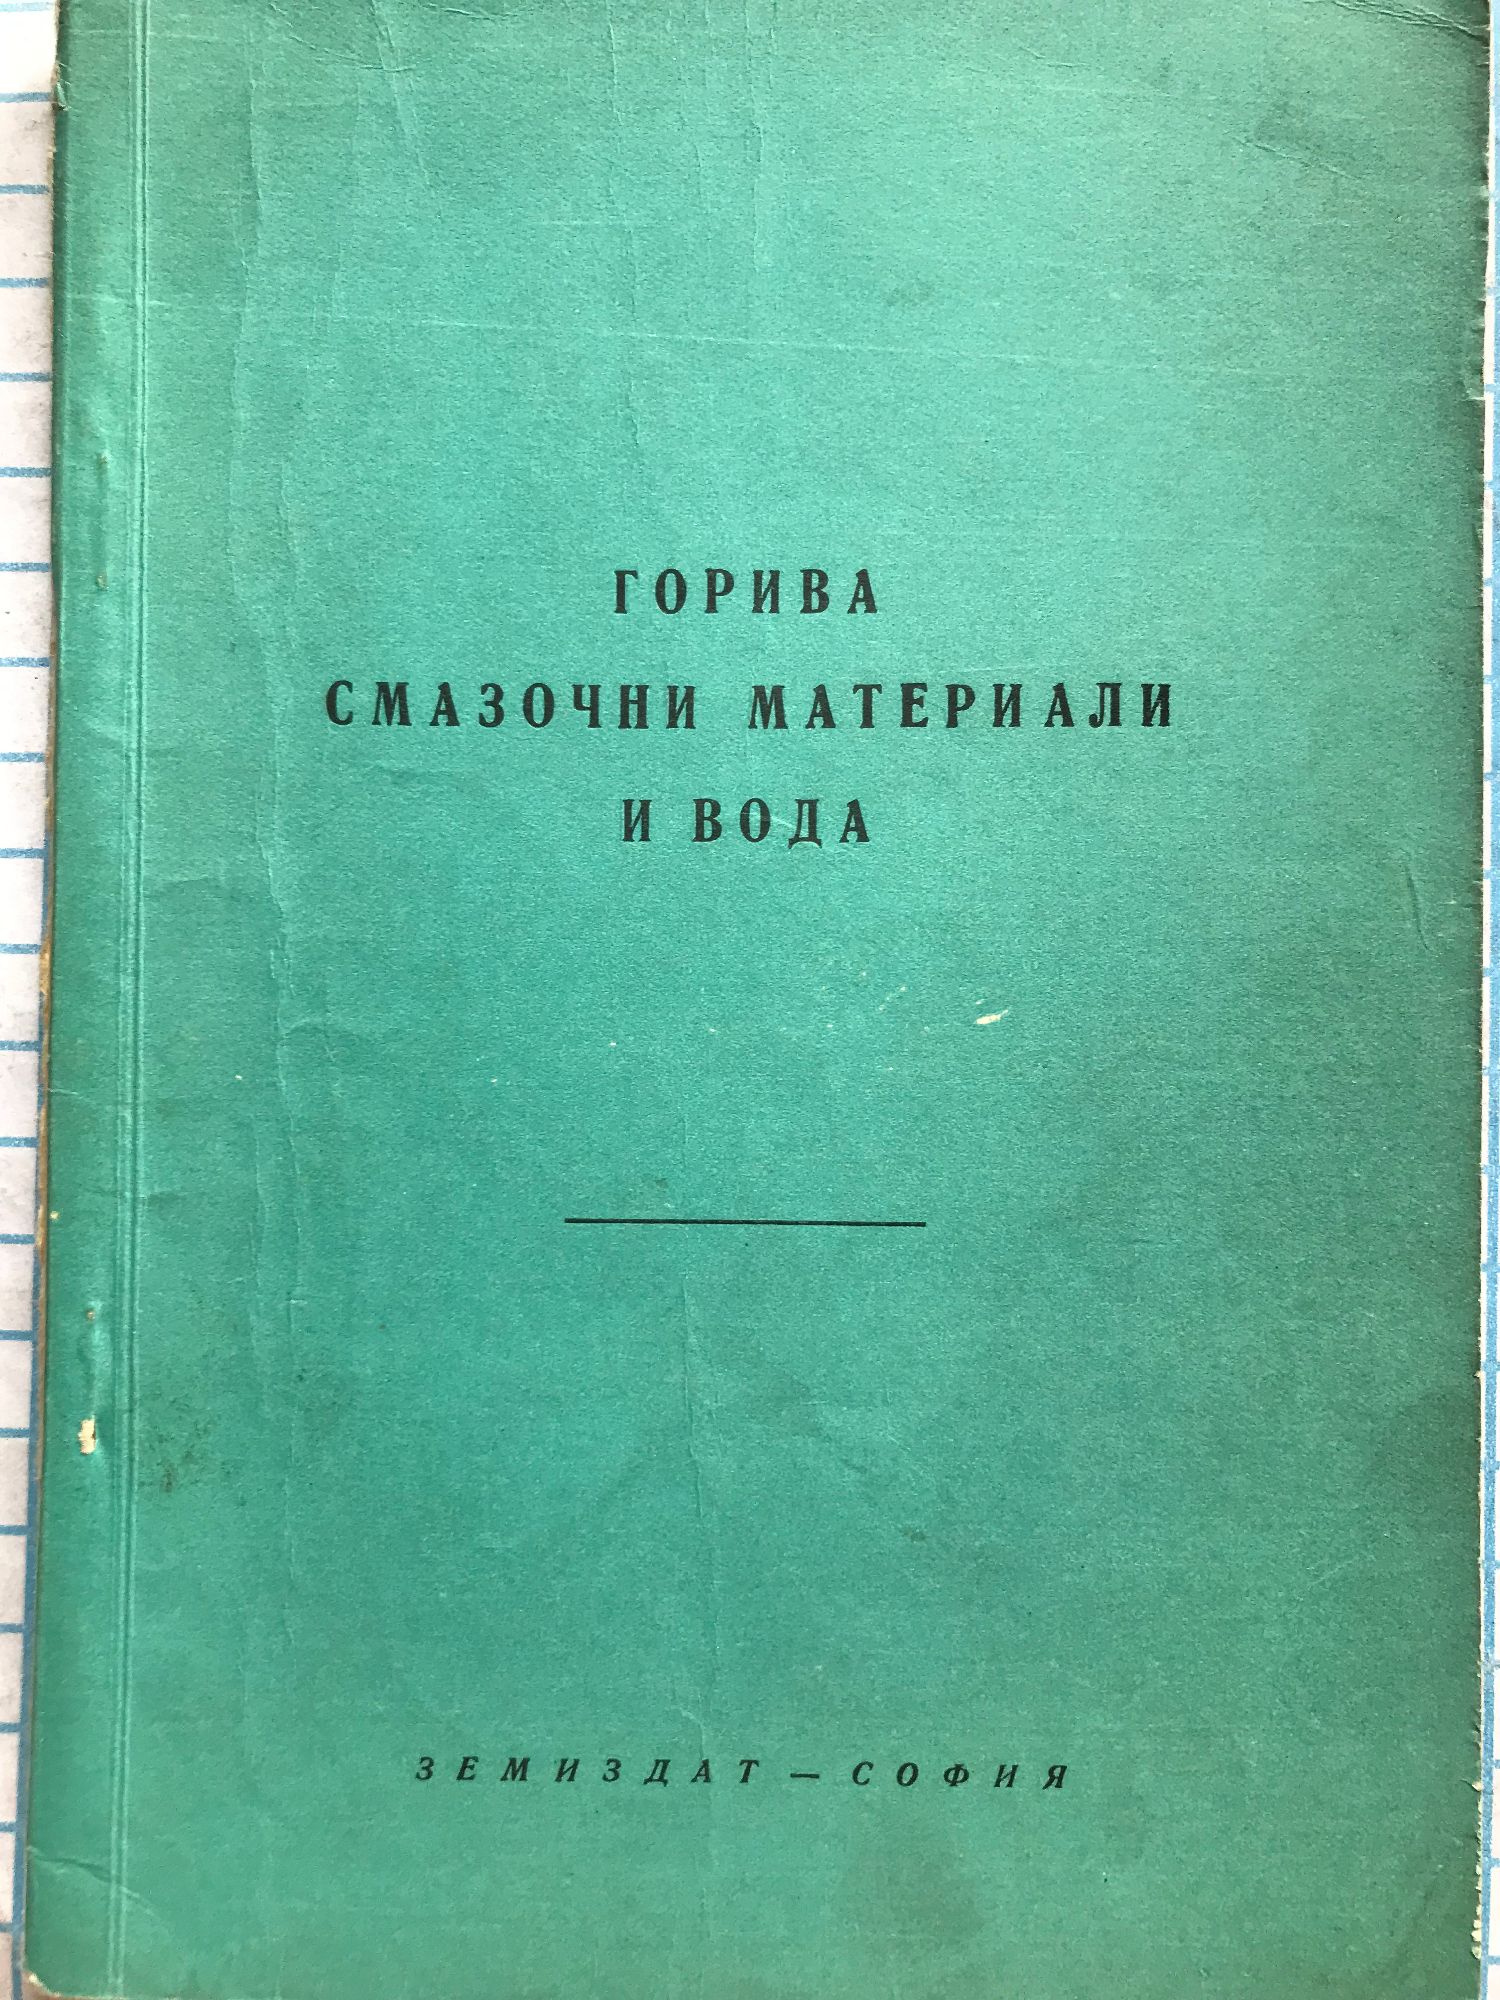 ГОРИВА
СМАЗОЧНИ МАТЕРИАЛИ
И ВОДА
ЗЕМИЗДАТ — СОФИЯ